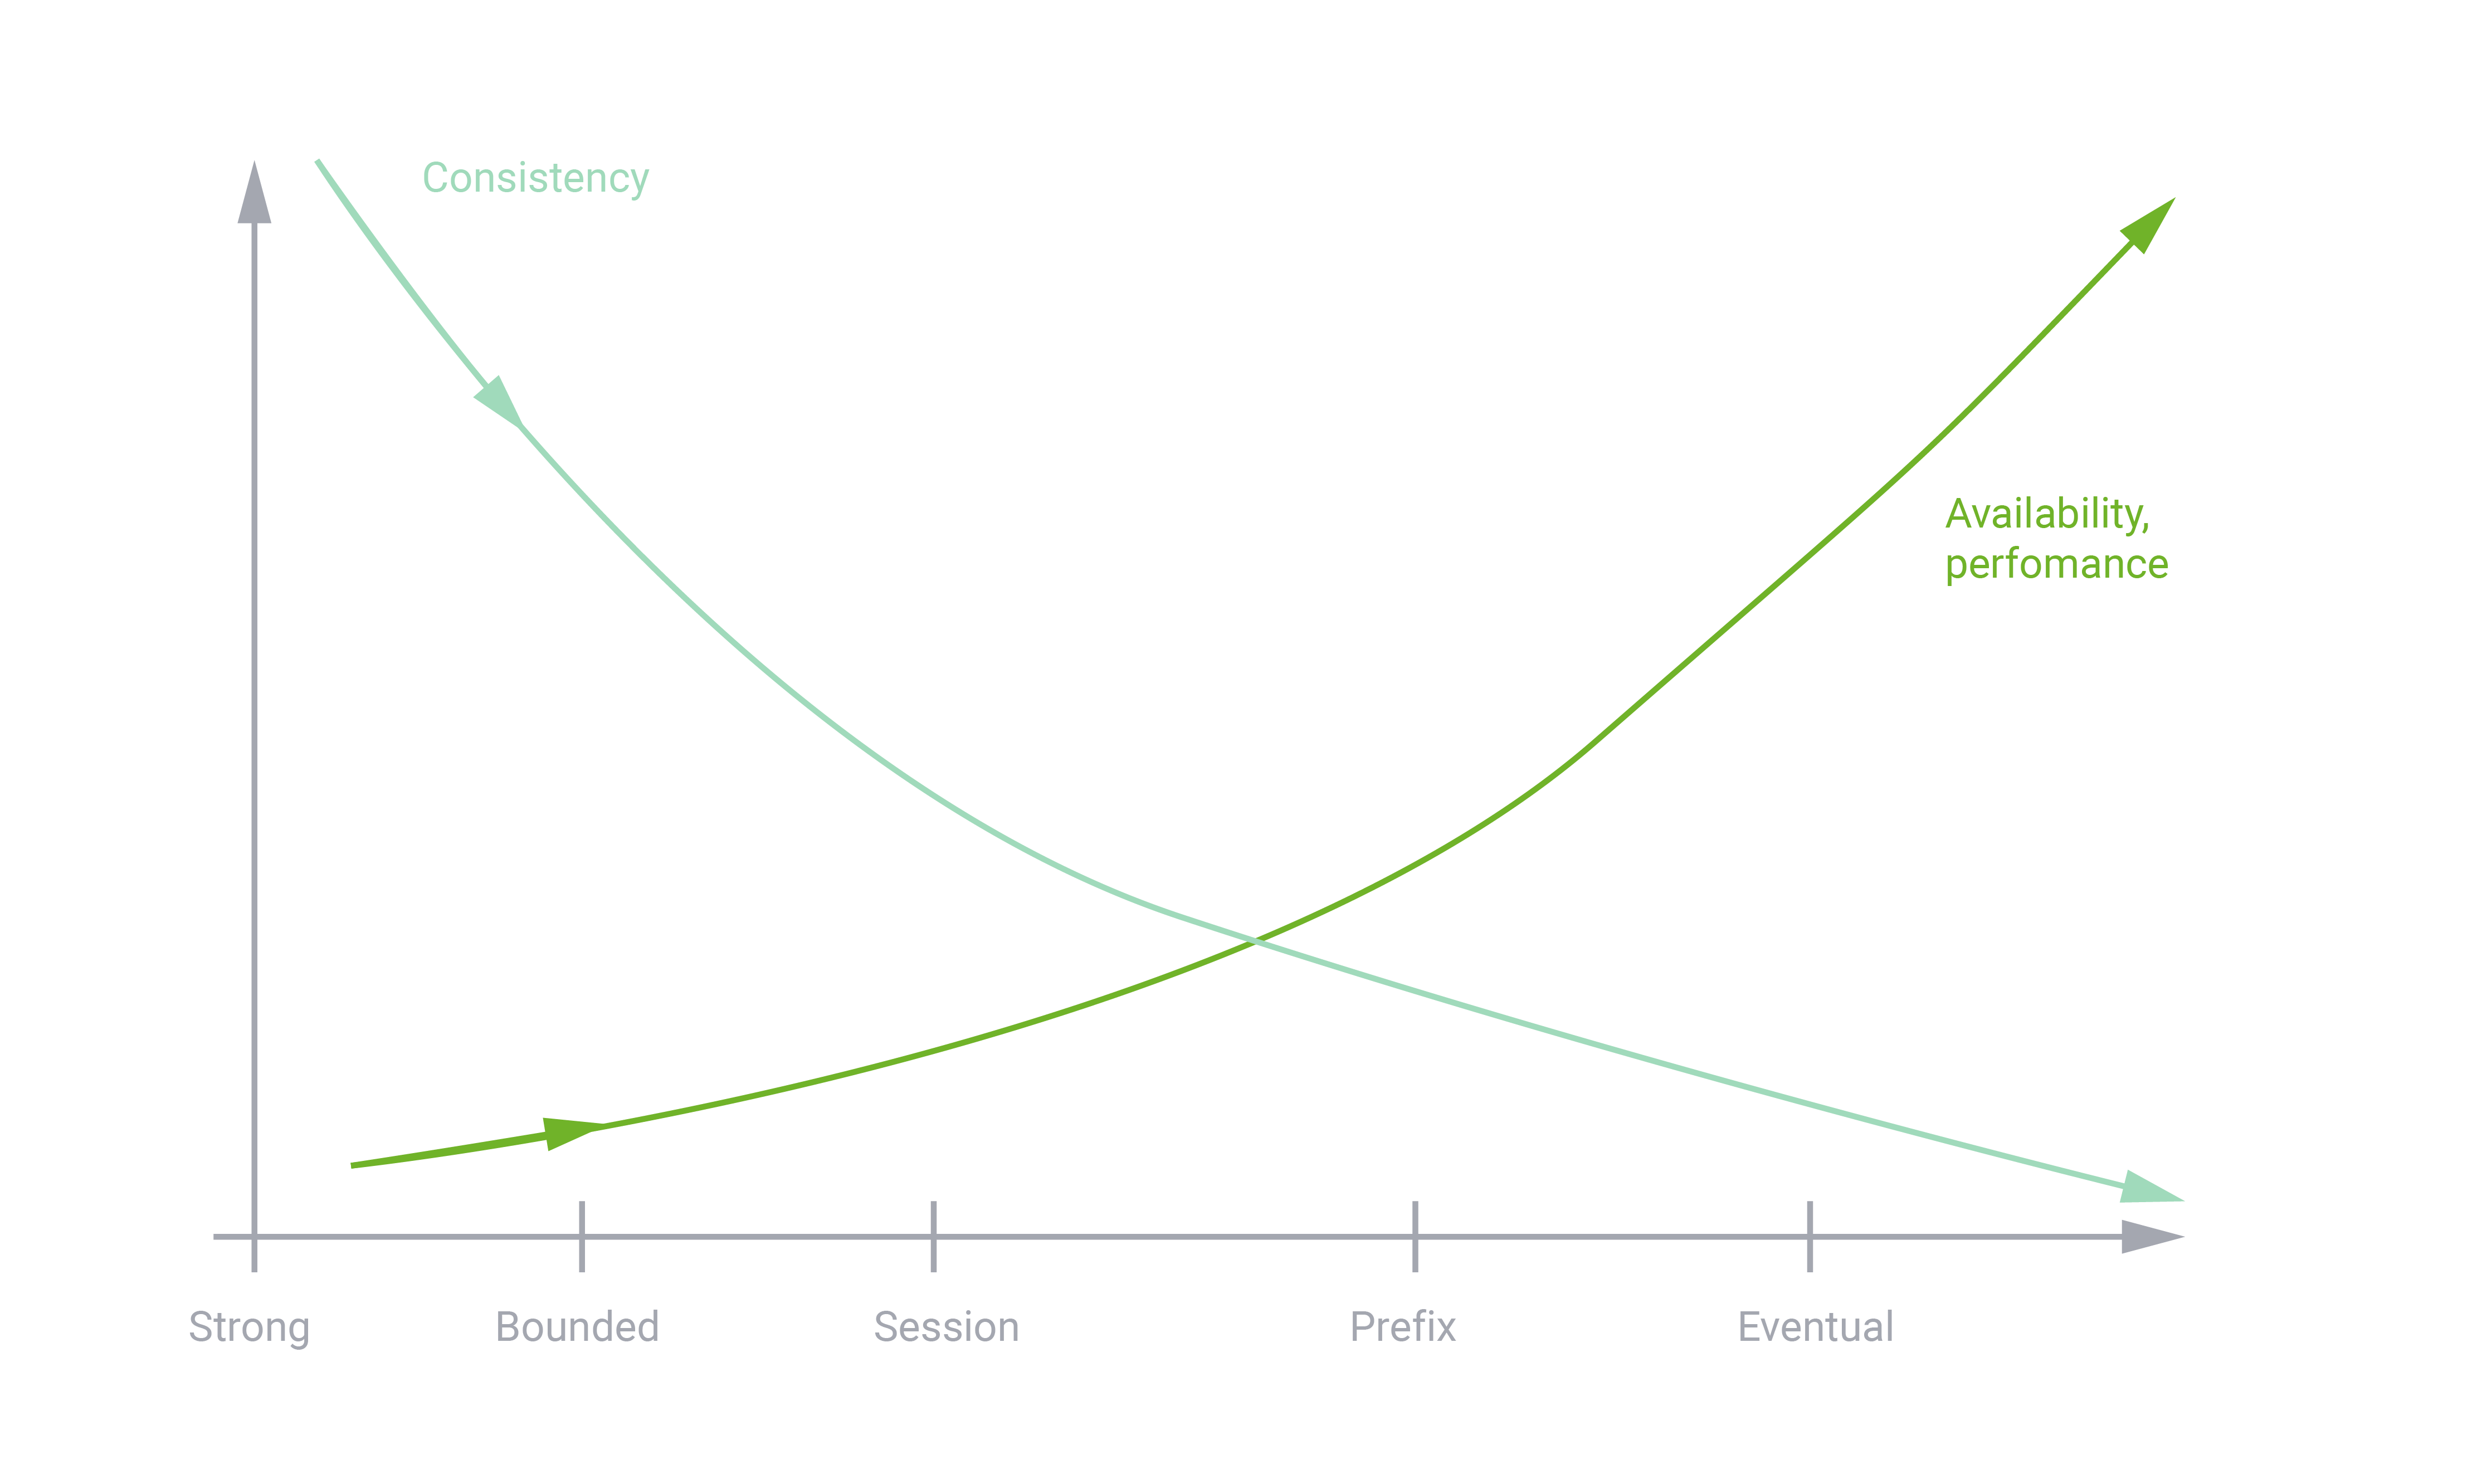 Consistency
Availability,
perfomance
Strong
Bounded
Session
Prefix
Eventual